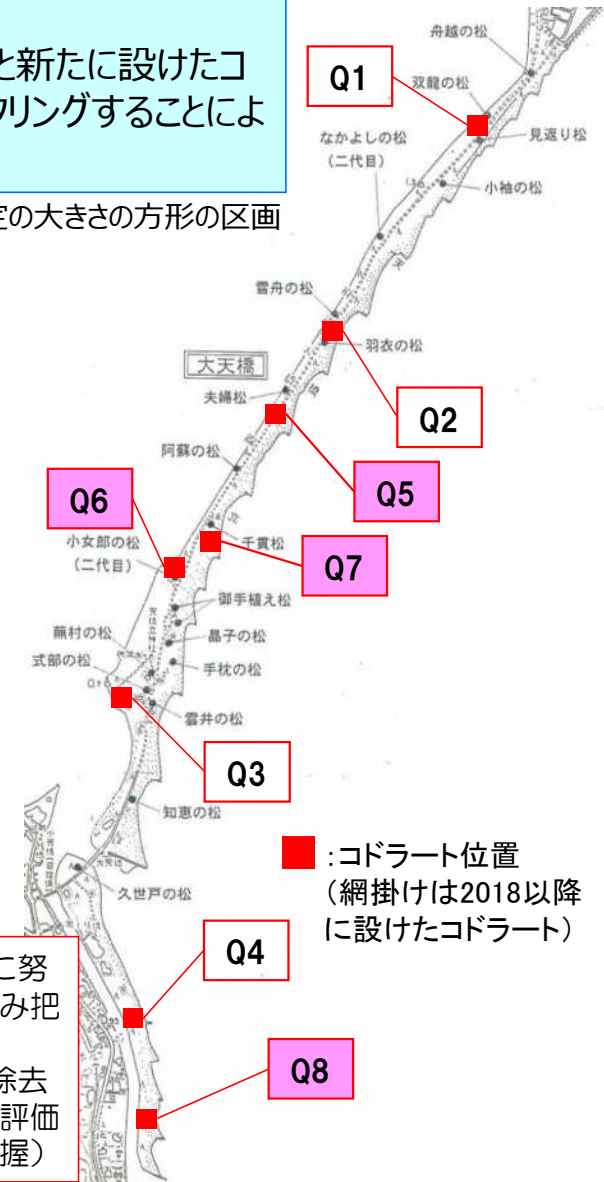 と新たに設けたコ
タリングすることによ
定の大きさの方形の区画
舟越の松
Q1
双龍の松
見返り松
なかよしの松
(二代目)
小袖の松
雪舟の松
羽衣の松
大天橋
夫婦松
Q2
阿蘇の松
Q5
Q6
千貫松
小女郎の松
(二代目)
Q7
御手植え松
蕪村の松
晶子の松
式部の松
手枕の松
雲井の松
Q3
知恵の松
■:コドラート位置
(網掛けは2018以降
に設けたコドラート)
久世戸の松
Q4
に努
み把
除去
評価
握)
Q8